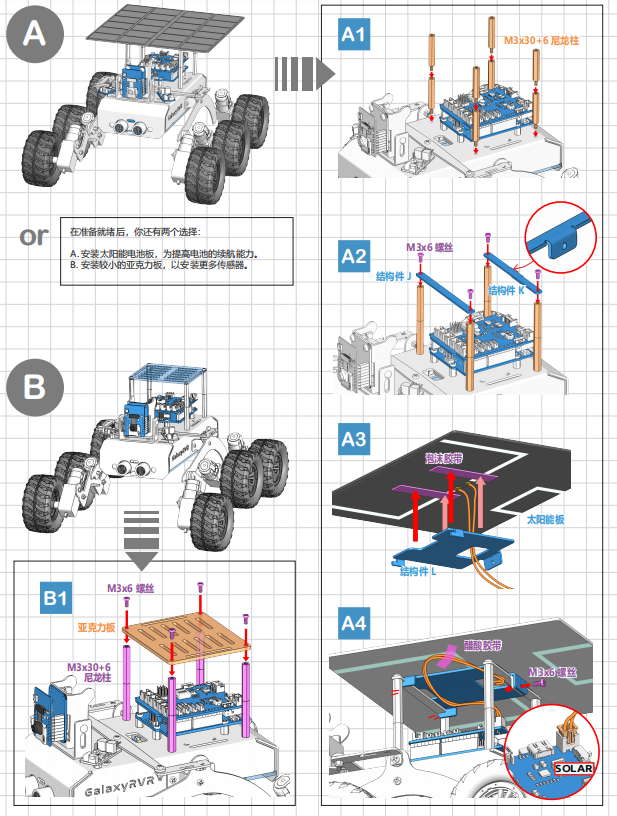 A
or
在准备就绪后，你还有两个选择：
A. 安装太阳能电池板，为提高电池的续航能力。
B. 安装较小的亚克力板，以安装更多传感器。
B
GalaxyRVR
B1
M3x6 螺丝
亚克力板
M3x30+6
尼龙柱
GalaxyRVR
A1
M3x30+6 尼龙柱
A2
M3x6 螺丝
结构件 J
结构件 K
A3
泡沫胶带
太阳能板
结构件 L
A4
醋酸胶带
M3x6 螺丝
SOLAR